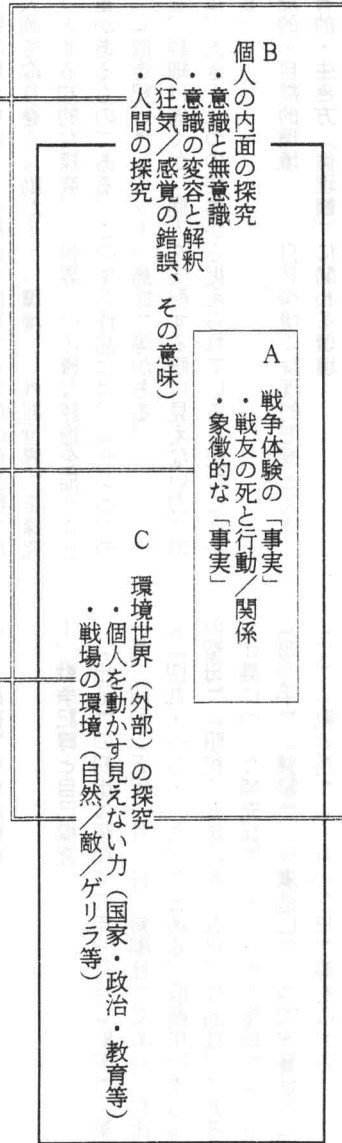 B
個人の内面の探究
・意識と無意識
・意識の変容と解釈
(狂気/感覚の錯誤、その意味)
・人間の探究
A 戦争体験の「事実」
・戦友の死と行動/関係
・象徴的な「事実」
C 環境世界(外部)の探究
・個人を動かす見えない力(国家・政治・教育等)
・戦場の環境(自然/敵/ゲリラ等)